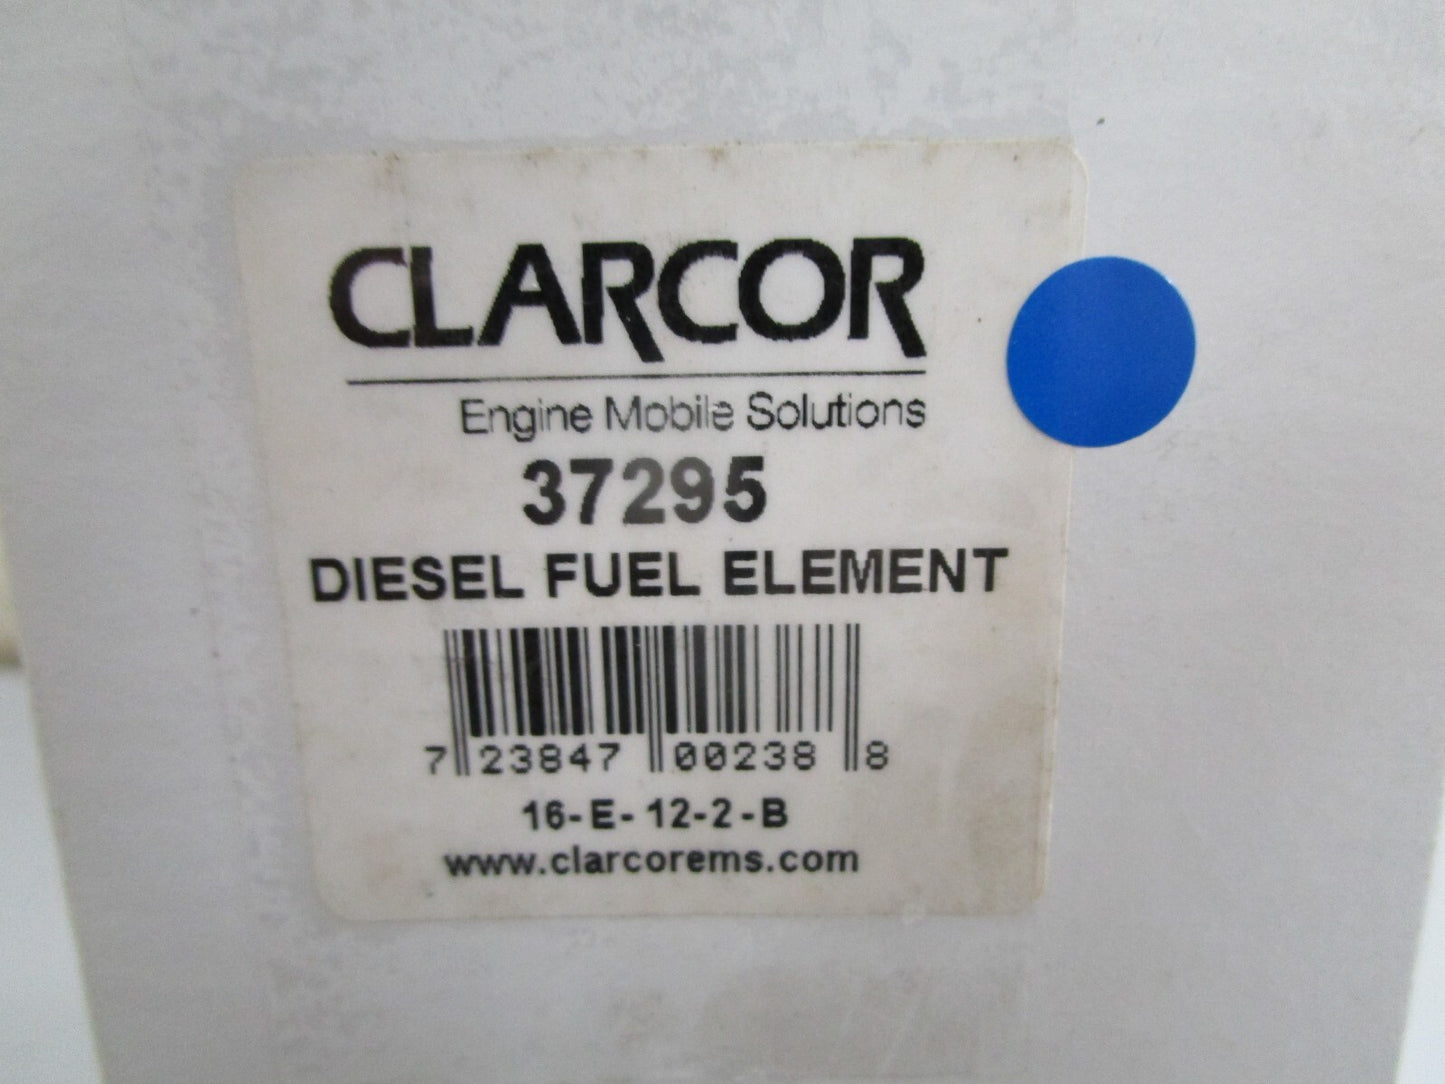 CLARCOR
Engine Mobile Solutions
37295
DIESEL FUEL ELEMENT
7 23847 00238 8
16-E-12-2-B
www.clarcorems.com